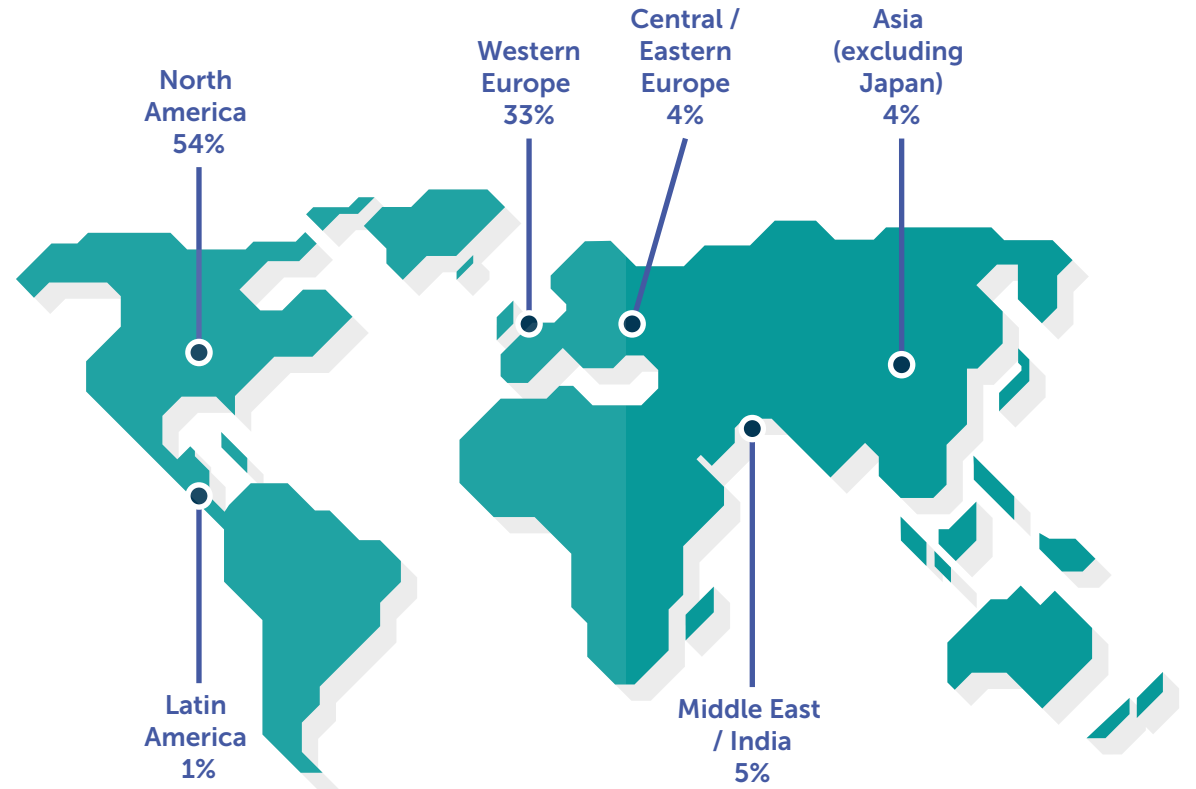 North
America
54%
Western
Europe
33%
Central /
Eastern
Europe
4%
Asia
(excluding
Japan)
4%
Latin
America
1%
Middle East
/ India
5%